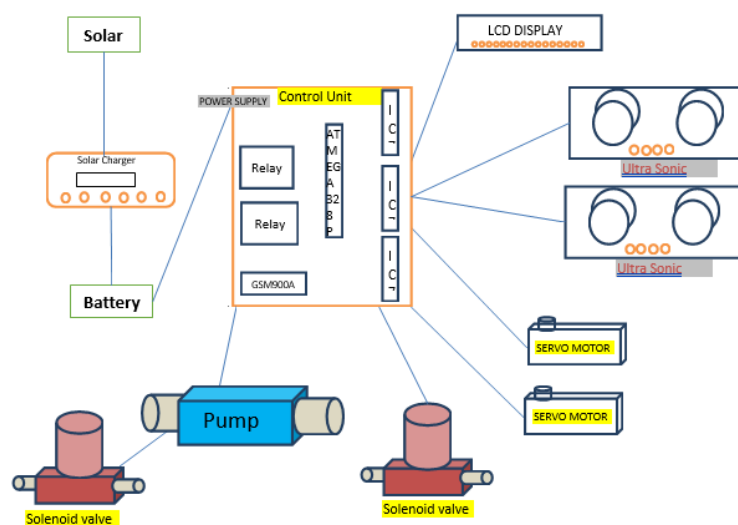 Solar
LCD DISPLAY
POWER SUPPLY
Control Unit
I
C
AT
M
EG
A
B2
8
P
Solar Charger
Relay
Ultra Sonic
I
C
Relay
Ultra Sonic
I
C
Battery
GSM900A
SERVO MOTOR
SERVO MOTOR
Pump
Solenoid valve
Solenoid valve